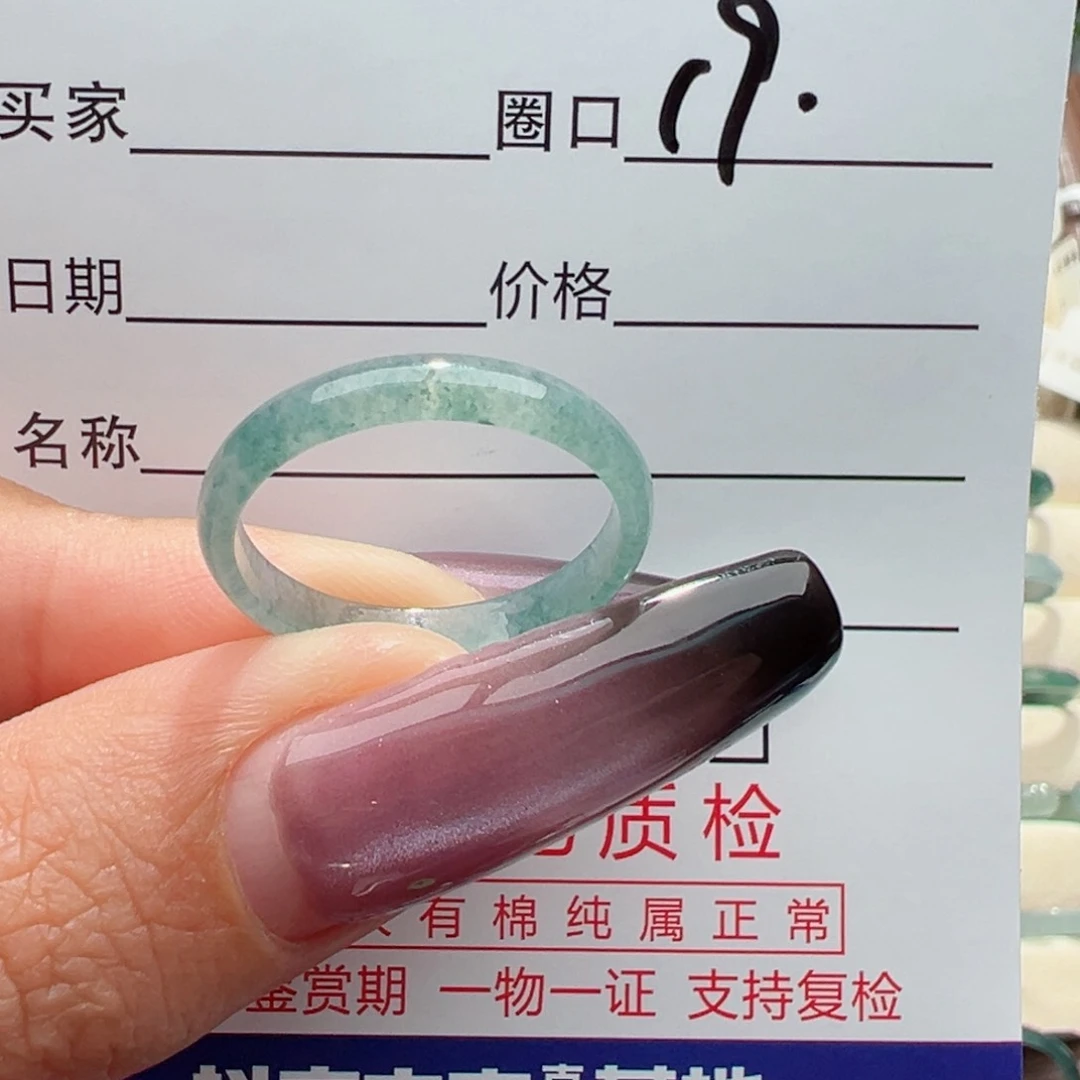 买家 圈口 19.
日期 价格
名称
质检
有棉纯属正常
鉴赏期 一物一证 支持复检